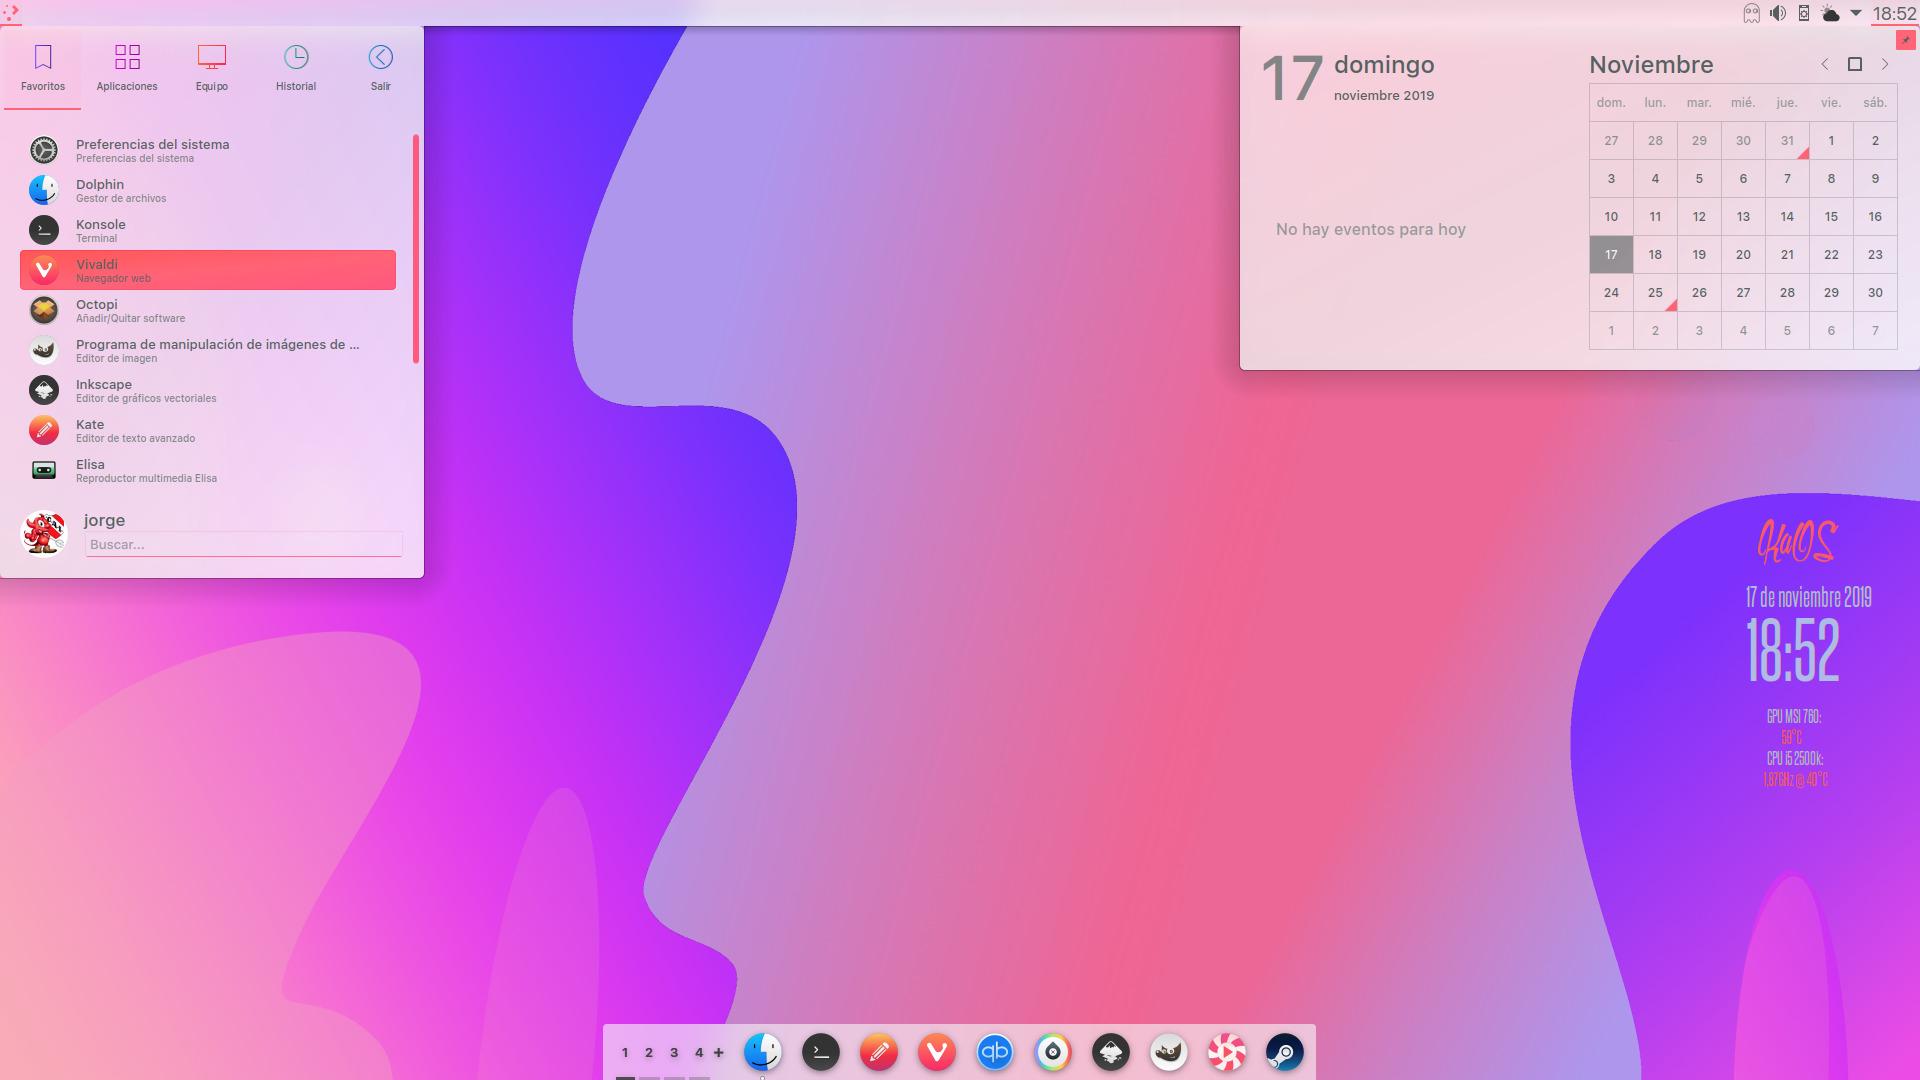 18:52
Favoritos
Aplicaciones
Equipo
Historial
Salir
Preferencias del sistema
Preferencias del sistema
Dolphin
Gestor de archivos
Konsole
Terminal
Vivaldi
Navegador web
Octopi
Añadir/Quitar software
Programa de manipulación de imágenes de ...
Editor de imagen
Inkscape
Editor de gráficos vectoriales
Kate
Editor de texto avanzado
Elisa
Reproductor multimedia Elisa
jorge
Buscar...
17 domingo
noviembre 2019
No hay eventos para hoy
Noviembre
dom. lun. mar. mié. jue. vie. sáb.
27 28 29 30 31 1 2
3 4 5 6 7 8 9
10 11 12 13 14 15 16
17 18 19 20 21 22 23
24 25 26 27 28 29 30
1 2 3 4 5 6 7
KaOS
17 de noviembre 2019
18:52
GPU MSI 760:
59°C
CPU i5 2500k:
1,87GHz @ 49°C
1 2 3 4 +
qb